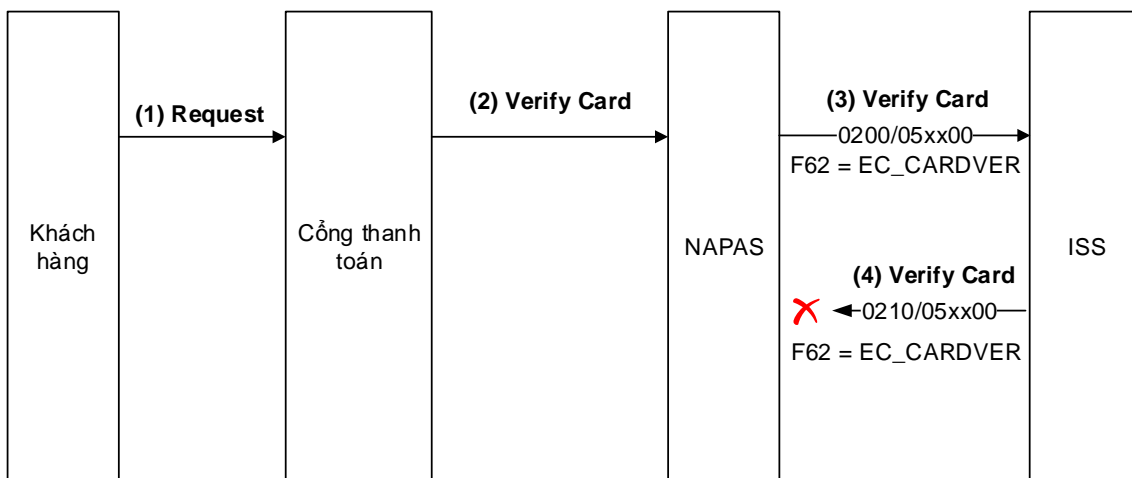 (1) Request
(2) Verify Card
(3) Verify Card
0200/05xx00
F62 = EC_CARDVER
Khách
hàng
Cổng thanh
toán
NAPAS
ISS
(4) Verify Card
0210/05xx00
F62 = EC_CARDVER